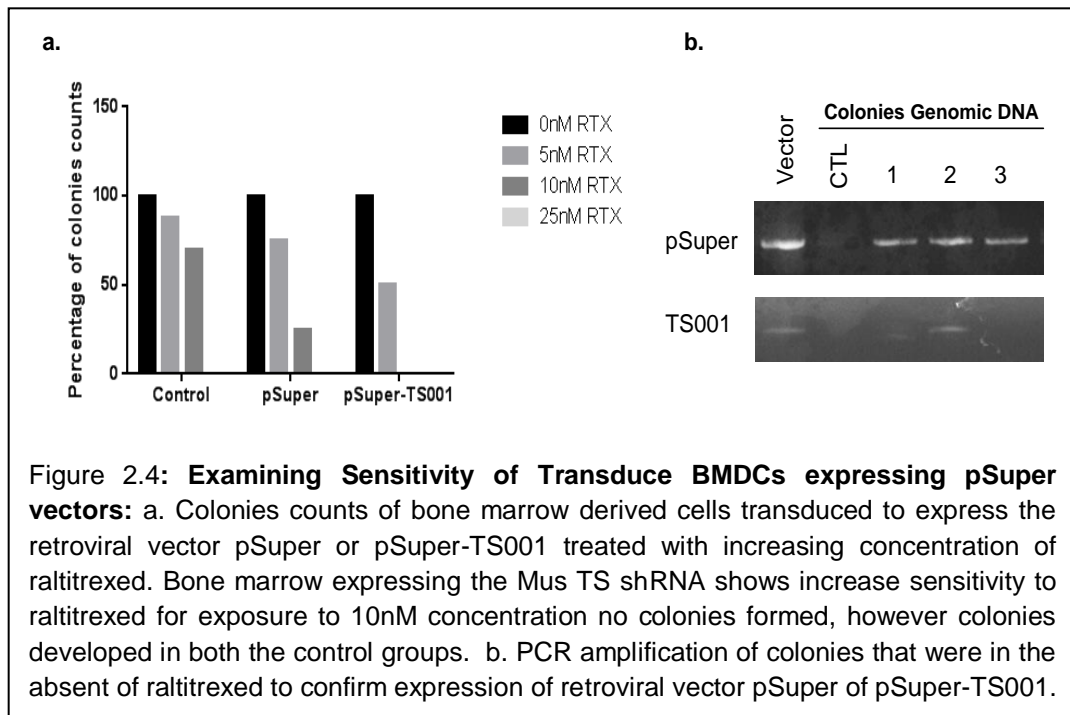 a.
150
100
50
0
Percentage of colonies counts
Control
pSuper
pSuper-TS001
0nM RTX
5nM RTX
10nM RTX
25nM RTX
b.
Colonies Genomic DNA
Vector
CTL
1
2
3
pSuper
TS001
Figure 2.4: Examining Sensitivity of Transduce BMDCs expressing pSuper
vectors: a. Colonies counts of bone marrow derived cells transduced to express the
retroviral vector pSuper or pSuper-TS001 treated with increasing concentration of
raltitrexed. Bone marrow expressing the Mus TS shRNA shows increase sensitivity to
raltitrexed for exposure to 10nM concentration no colonies formed, however colonies
developed in both the control groups. b. PCR amplification of colonies that were in the
absent of raltitrexed to confirm expression of retroviral vector pSuper of pSuper-TS001.